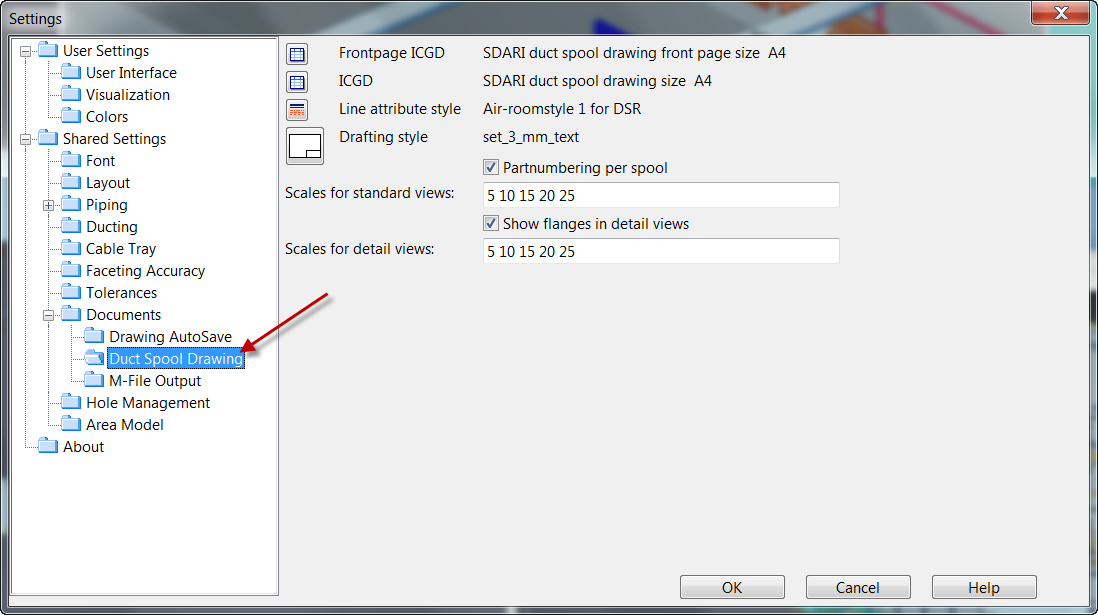 Settings
User Settings
User Interface
Visualization
Colors
Shared Settings
Font
Layout
Piping
Ducting
Cable Tray
Faceting Accuracy
Tolerances
Documents
Drawing AutoSave
Duct Spool Drawing
M-File Output
Hole Management
Area Model
About
Frontpage ICGD SDARI duct spool drawing front page size A4
ICGD SDARI duct spool drawing size A4
Line attribute style Air-roomstyle 1 for DSR
Drafting style set_3_mm_text
Partnumbering per spool
Scales for standard views: 5 10 15 20 25
Show flanges in detail views
Scales for detail views: 5 10 15 20 25
OK Cancel Help